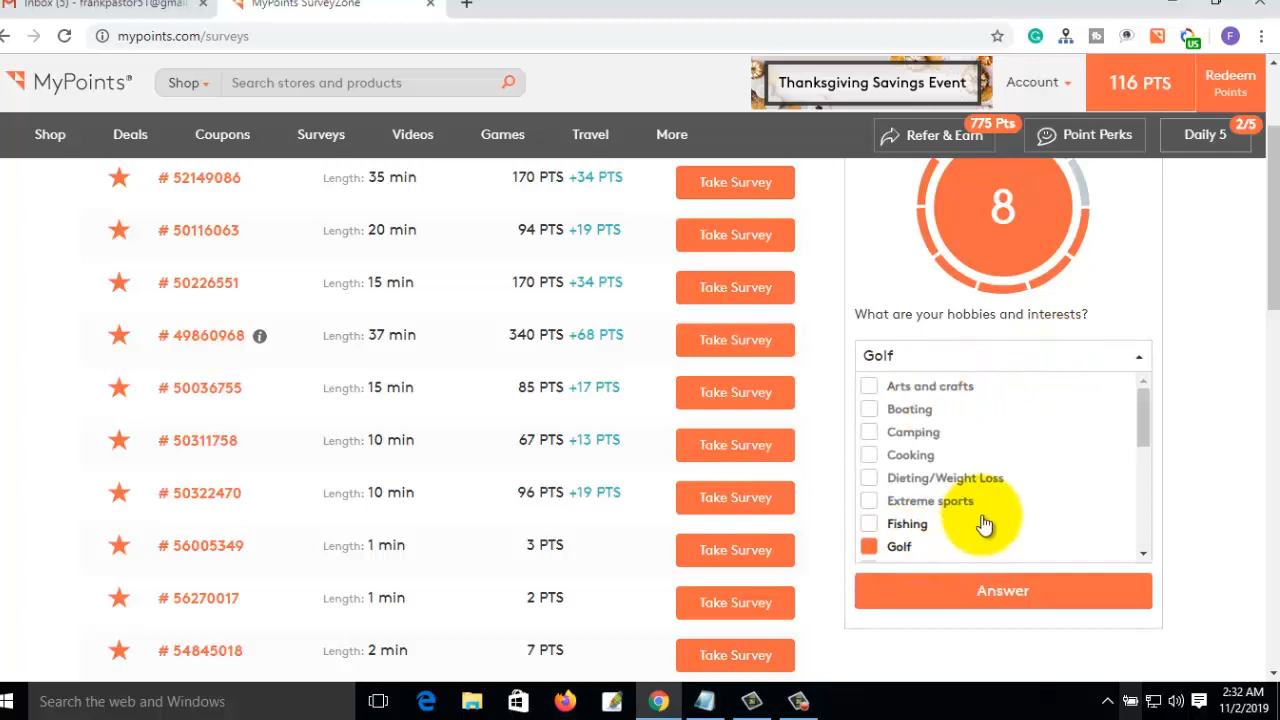 Inbox (5) - frankpastor51@gmail
MyPoints SurveyZone
mypoints.com/surveys
US
F
MyPoints®
Shop
Search stores and products
Thanksgiving Savings Event
Account
116 PTS
Redeem
Points
Shop
Deals
Coupons
Surveys
Videos
Games
Travel
More
Refer & Earn
775 Pts
Point Perks
Daily 5
2/5
# 52149086 Length: 35 min 170 PTS +34 PTS Take Survey
# 50116063 Length: 20 min 94 PTS +19 PTS Take Survey
# 50226551 Length: 15 min 170 PTS +34 PTS Take Survey
# 49860968 Length: 37 min 340 PTS +68 PTS Take Survey
# 50036755 Length: 15 min 85 PTS +17 PTS Take Survey
# 50311758 Length: 10 min 67 PTS +13 PTS Take Survey
# 50322470 Length: 10 min 96 PTS +19 PTS Take Survey
# 56005349 Length: 1 min 3 PTS Take Survey
# 56270017 Length: 1 min 2 PTS Take Survey
# 54845018 Length: 2 min 7 PTS Take Survey
8
What are your hobbies and interests?
Golf
Arts and crafts
Boating
Camping
Cooking
Dieting/Weight Loss
Extreme sports
Fishing
Golf
Answer
Search the web and Windows
2:32 AM
11/2/2019